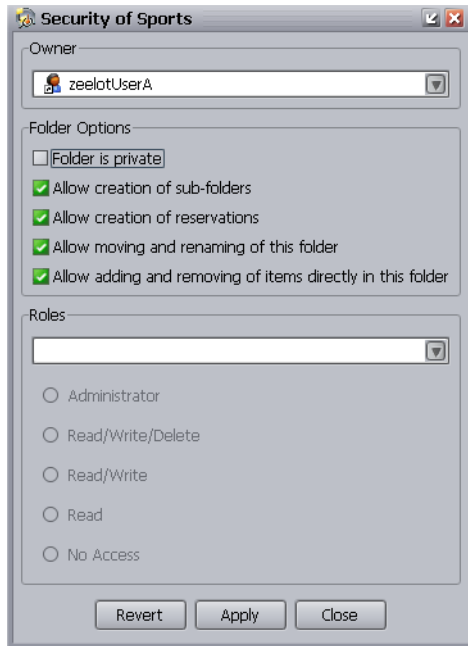 Security of Sports
Owner
zeelotUserA
Folder Options
Folder is private
Allow creation of sub-folders
Allow creation of reservations
Allow moving and renaming of this folder
Allow adding and removing of items directly in this folder
Roles
Administrator
Read/Write/Delete
Read/Write
Read
No Access
Revert Apply Close